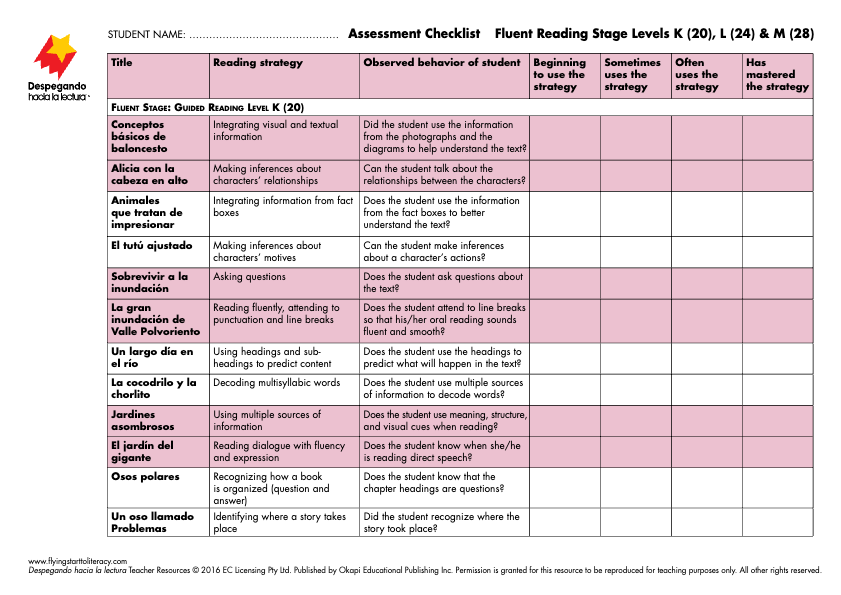 STUDENT NAME: ........................................ Assessment Checklist Fluent Reading Stage Levels K (20), L (24) & M (28)
Despegando
hacia la lectura™
Title
Reading strategy
Observed behavior of student
Beginning
to use the
strategy
Sometimes
uses the
strategy
Often
uses the
strategy
Has
mastered
the strategy
Fluent Stage: Guided Reading Level K (20)
Conceptos
básicos de
baloncesto
Integrating visual and textual
information
Did the student use the information
from the photographs and the
diagrams to help understand the text?
Alicia con la
cabeza en alto
Making inferences about
characters’ relationships
Can the student talk about the
relationships between the characters?
Animales
que tratan de
impresionar
Integrating information from fact
boxes
Does the student use the information
from the fact boxes to better
understand the text?
El tutú ajustado
Making inferences about
characters’ motives
Can the student make inferences
about a character’s actions?
Sobrevivir a la
inundación
Asking questions
Does the student ask questions about
the text?
La gran
inundación de
Valle Polvoriento
Reading fluently, attending to
punctuation and line breaks
Does the student attend to line breaks
so that his/her oral reading sounds
fluent and smooth?
Un largo día en
el río
Using headings and sub-
headings to predict content
Does the student use the headings to
predict what will happen in the text?
La cocodrilo y la
chorlito
Decoding multisyllabic words
Does the student use multiple sources
of information to decode words?
Jardines
asombrosos
Using multiple sources of
information
Does the student use meaning, structure,
and visual cues when reading?
El jardín del
gigante
Reading dialogue with fluency
and expression
Does the student know when she/he
is reading direct speech?
Osos polares
Recognizing how a book
is organized (question and
answer)
Does the student know that the
chapter headings are questions?
Un oso llamado
Problemas
Identifying where a story takes
place
Did the student recognize where the
story took place?
www.flyingstarttoliteracy.com
Despegando hacia la lectura Teacher Resources © 2016 EC Licensing Pty Ltd. Published by Okapi Educational Publishing Inc. Permission is granted for this resource to be reproduced for teaching purposes only. All other rights reserved.